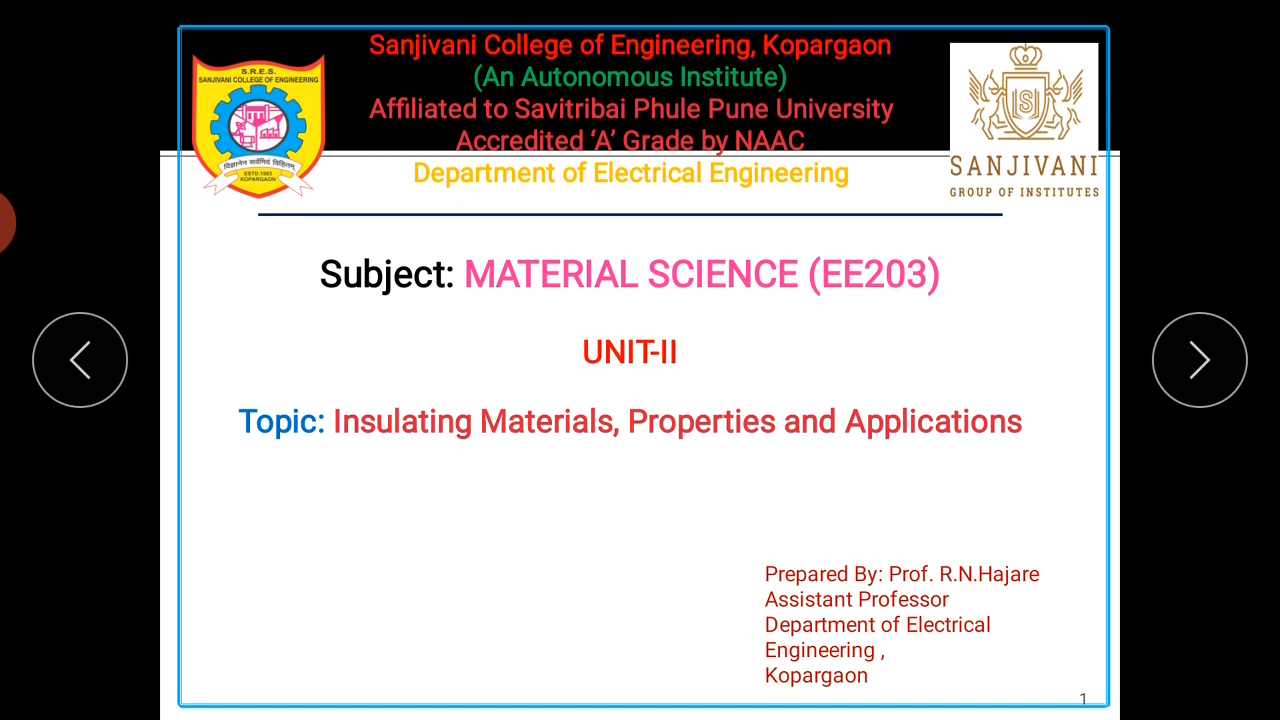 Sanjivani College of Engineering, Kopargaon
(An Autonomous Institute)
Affiliated to Savitribai Phule Pune University
Accredited ‘A’ Grade by NAAC
Department of Electrical Engineering
S.R.E.S.
SANJIVANI COLLEGE OF ENGINEERING
विज्ञानेन सर्वमिदं विहितम्
ESTD.1983
KOPARGAON
SANJIVANI
GROUP OF INSTITUTES
Subject: MATERIAL SCIENCE (EE203)
UNIT-II
Topic: Insulating Materials, Properties and Applications
Prepared By: Prof. R.N.Hajare
Assistant Professor
Department of Electrical
Engineering ,
Kopargaon
1